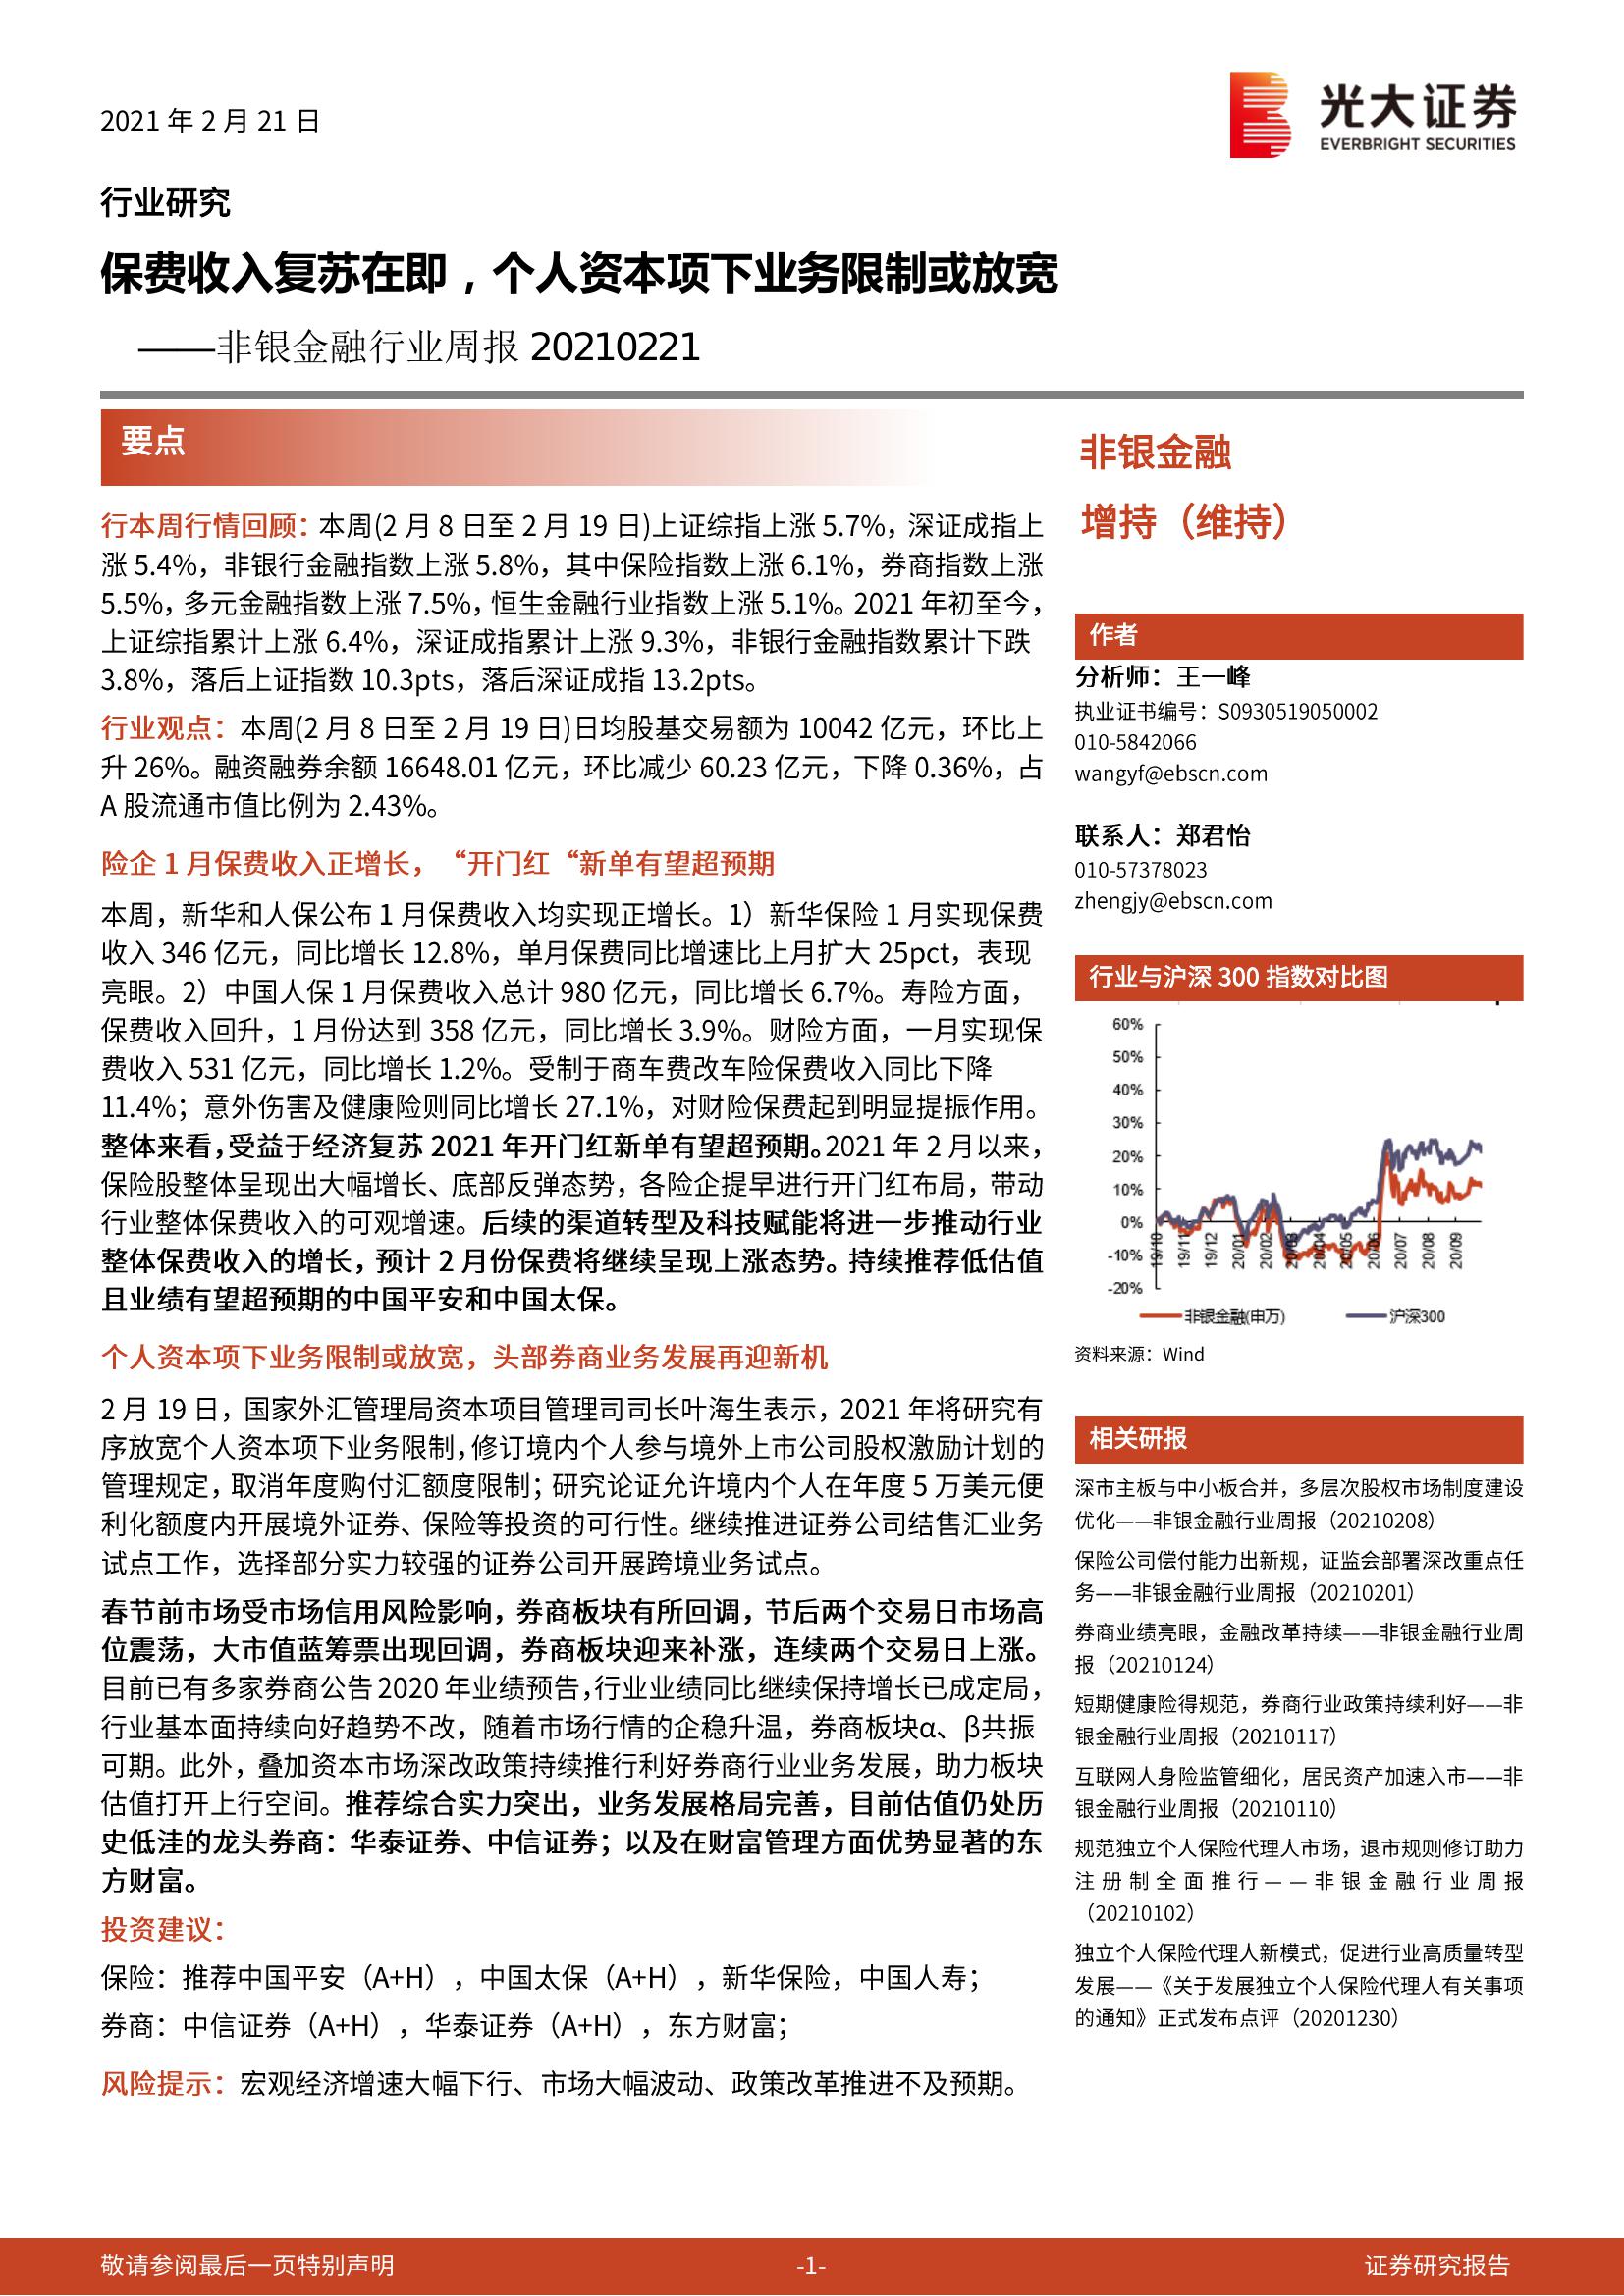 2021 年 2 月 21 日
光大证券
EVERBRIGHT SECURITIES
行业研究
保费收入复苏在即，个人资本项下业务限制或放宽
——非银金融行业周报 20210221
要点
行本周行情回顾：本周(2 月 8 日至 2 月 19 日)上证综指上涨 5.7%，深证成指上
涨 5.4%，非银行金融指数上涨 5.8%，其中保险指数上涨 6.1%，券商指数上涨
5.5%，多元金融指数上涨 7.5%，恒生金融行业指数上涨 5.1%。2021 年初至今，
上证综指累计上涨 6.4%，深证成指累计上涨 9.3%，非银行金融指数累计下跌
3.8%，落后上证指数 10.3pts，落后深证成指 13.2pts。
行业观点：本周(2 月 8 日至 2 月 19 日)日均股基交易额为 10042 亿元，环比上
升 26%。融资融券余额 16648.01 亿元，环比减少 60.23 亿元，下降 0.36%，占
A 股流通市值比例为 2.43%。
险企 1 月保费收入正增长，“开门红“新单有望超预期
本周，新华和人保公布 1 月保费收入均实现正增长。1）新华保险 1 月实现保费
收入 346 亿元，同比增长 12.8%，单月保费同比增速比上月扩大 25pct，表现
亮眼。2）中国人保 1 月保费收入总计 980 亿元，同比增长 6.7%。寿险方面，
保费收入回升，1 月份达到 358 亿元，同比增长 3.9%。财险方面，一月实现保
费收入 531 亿元，同比增长 1.2%。受制于商车费改车险保费收入同比下降
11.4%；意外伤害及健康险则同比增长 27.1%，对财险保费起到明显提振作用。
整体来看，受益于经济复苏 2021 年开门红新单有望超预期。2021 年 2 月以来，
保险股整体呈现出大幅增长、底部反弹态势，各险企提早进行开门红布局，带动
行业整体保费收入的可观增速。后续的渠道转型及科技赋能将进一步推动行业
整体保费收入的增长，预计 2 月份保费将继续呈现上涨态势。持续推荐低估值
且业绩有望超预期的中国平安和中国太保。
个人资本项下业务限制或放宽，头部券商业务发展再迎新机
2 月 19 日，国家外汇管理局资本项目管理司司长叶海生表示，2021 年将研究有
序放宽个人资本项下业务限制，修订境内个人参与境外上市公司股权激励计划的
管理规定，取消年度购付汇额度限制；研究论证允许境内个人在年度 5 万美元便
利化额度内开展境外证券、保险等投资的可行性。继续推进证券公司结售汇业务
试点工作，选择部分实力较强的证券公司开展跨境业务试点。
春节前市场受市场信用风险影响，券商板块有所回调，节后两个交易日市场高
位震荡，大市值蓝筹票出现回调，券商板块迎来补涨，连续两个交易日上涨。
目前已有多家券商公告 2020 年业绩预告，行业业绩同比继续保持增长已成定局，
行业基本面持续向好趋势不改，随着市场行情的企稳升温，券商板块α、β共振
可期。此外，叠加资本市场深改政策持续推行利好券商行业业务发展，助力板块
估值打开上行空间。推荐综合实力突出，业务发展格局完善，目前估值仍处历
史低洼的龙头券商：华泰证券、中信证券；以及在财富管理方面优势显著的东
方财富。
投资建议：
保险：推荐中国平安（A+H），中国太保（A+H），新华保险，中国人寿；
券商：中信证券（A+H），华泰证券（A+H），东方财富；
风险提示：宏观经济增速大幅下行、市场大幅波动、政策改革推进不及预期。
非银金融
增持（维持）
作者
分析师：王一峰
执业证书编号：S0930519050002
010-5842066
wangyf@ebscn.com
联系人：郑君怡
010-57378023
zhengjy@ebscn.com
行业与沪深 300 指数对比图
60%
50%
40%
30%
20%
10%
0%
-10%
-20%
19/10 19/11 19/12 20/01 20/02 20/03 20/04 20/05 20/06 20/07 20/08 20/09
非银金融(申万) 沪深300
资料来源：Wind
相关研报
深市主板与中小板合并，多层次股权市场制度建设
优化——非银金融行业周报（20210208）
保险公司偿付能力出新规，证监会部署深改重点任
务——非银金融行业周报（20210201）
券商业绩亮眼，金融改革持续——非银金融行业周
报（20210124）
短期健康险得规范，券商行业政策持续利好——非
银金融行业周报（20210117）
互联网人身险监管细化，居民资产加速入市——非
银金融行业周报（20210110）
规范独立个人保险代理人市场，退市规则修订助力
注册制全面推行——非银金融行业周报
（20210102）
独立个人保险代理人新模式，促进行业高质量转型
发展——《关于发展独立个人保险代理人有关事项
的通知》正式发布点评（20201230）
敬请参阅最后一页特别声明
-1-
证券研究报告